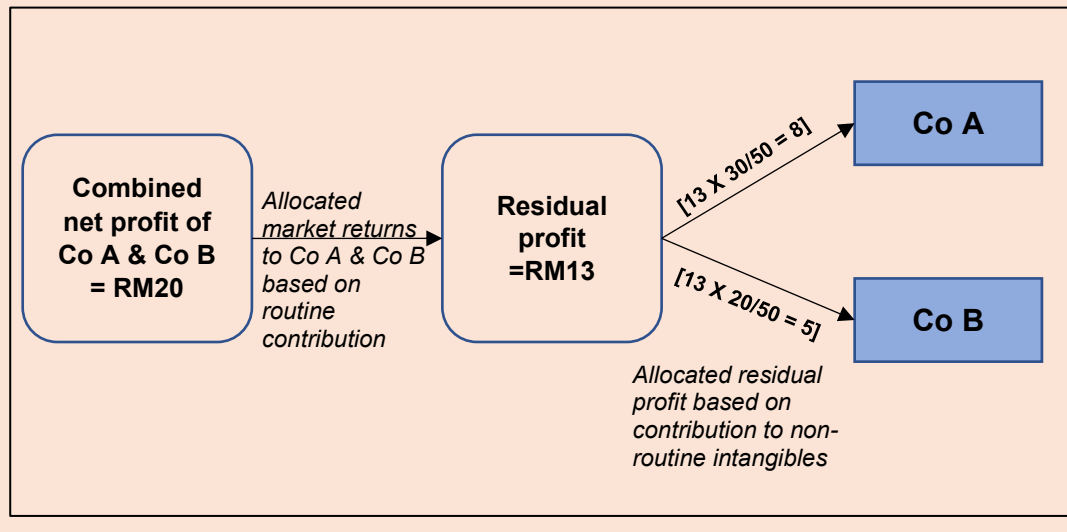 Combined
net profit of
Co A & Co B
= RM20
Allocated
market returns
to Co A & Co B
based on
routine
contribution
Residual
profit
=RM13
[13 X 30/50 = 8]
Co A
[13 X 20/50 = 5]
Co B
Allocated residual
profit based on
contribution to non-
routine intangibles